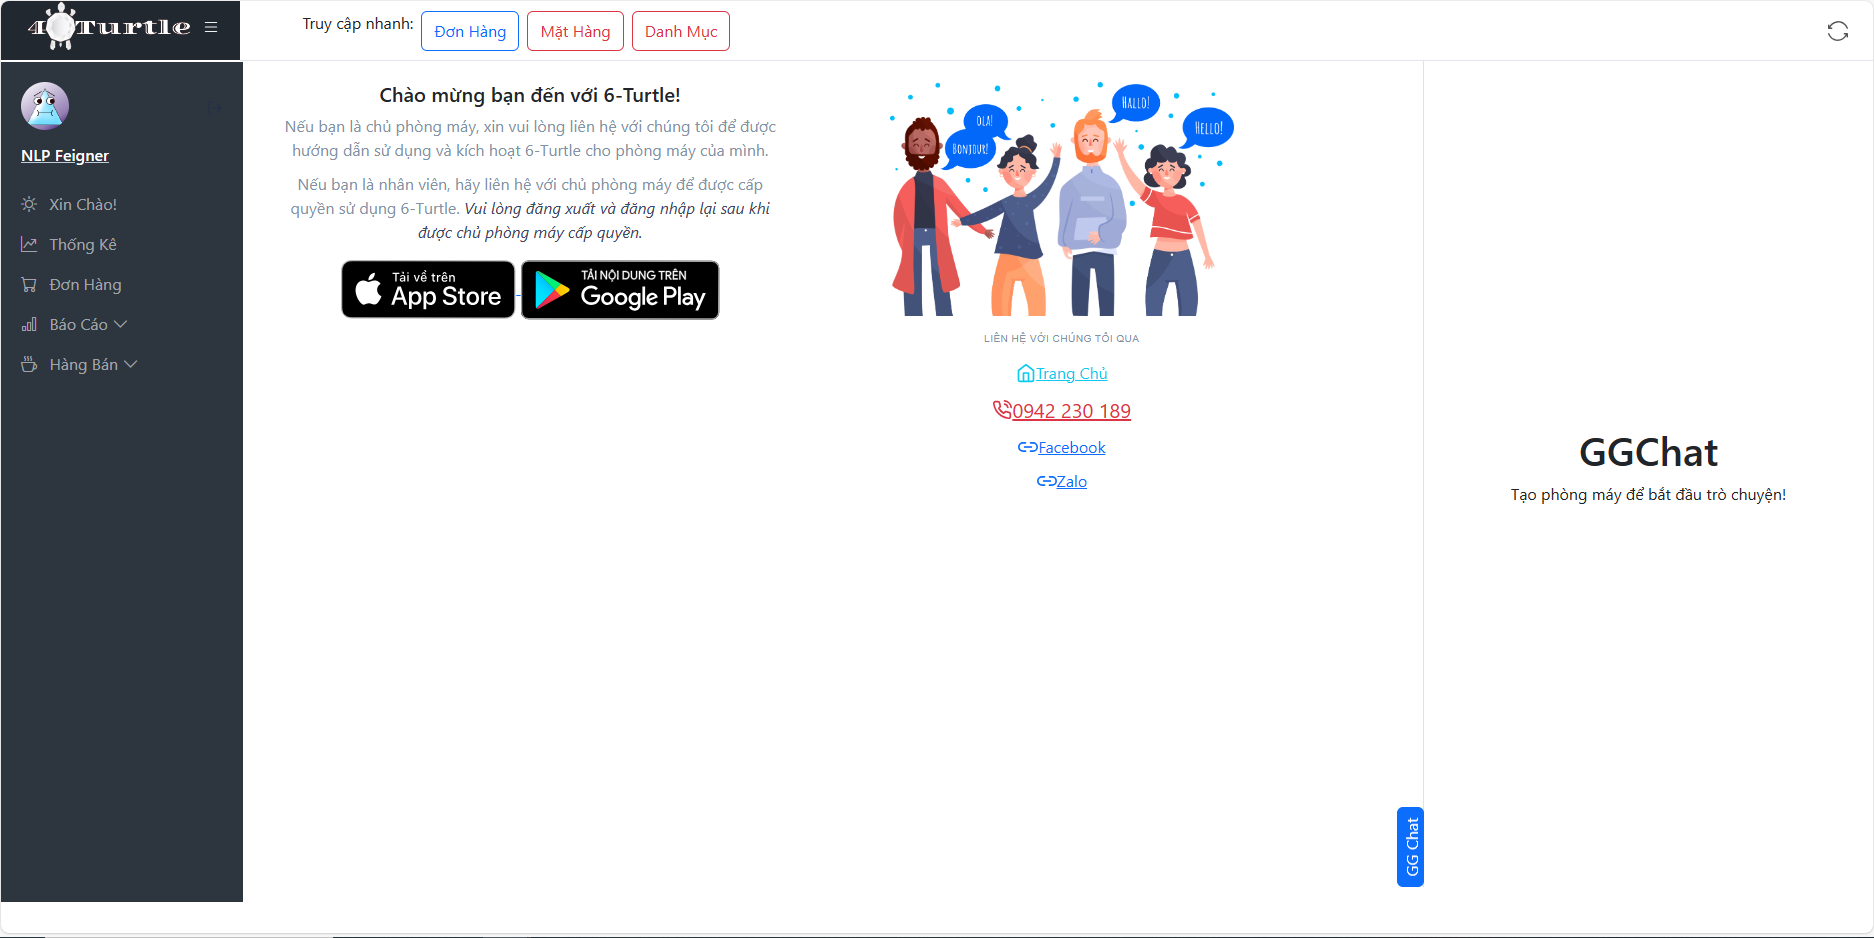 4 Turtle
Truy cập nhanh:
Đơn Hàng
Mặt Hàng
Danh Mục
NLP Feigner
Xin Chào!
Thống Kê
Đơn Hàng
Báo Cáo
Hàng Bán
Chào mừng bạn đến với 6-Turtle!
Nếu bạn là chủ phòng máy, xin vui lòng liên hệ với chúng tôi để được
hướng dẫn sử dụng và kích hoạt 6-Turtle cho phòng máy của mình.
Nếu bạn là nhân viên, hãy liên hệ với chủ phòng máy để được cấp
quyền sử dụng 6-Turtle. Vui lòng đăng xuất và đăng nhập lại sau khi
được chủ phòng máy cấp quyền.
Tải về trên
App Store
TẢI NỘI DUNG TRÊN
Google Play
HALLO!
OLA!
HELLO!
BONJOUR!
LIÊN HỆ VỚI CHÚNG TÔI QUA
Trang Chủ
0942 230 189
Facebook
Zalo
GGChat
Tạo phòng máy để bắt đầu trò chuyện!
GG Chat